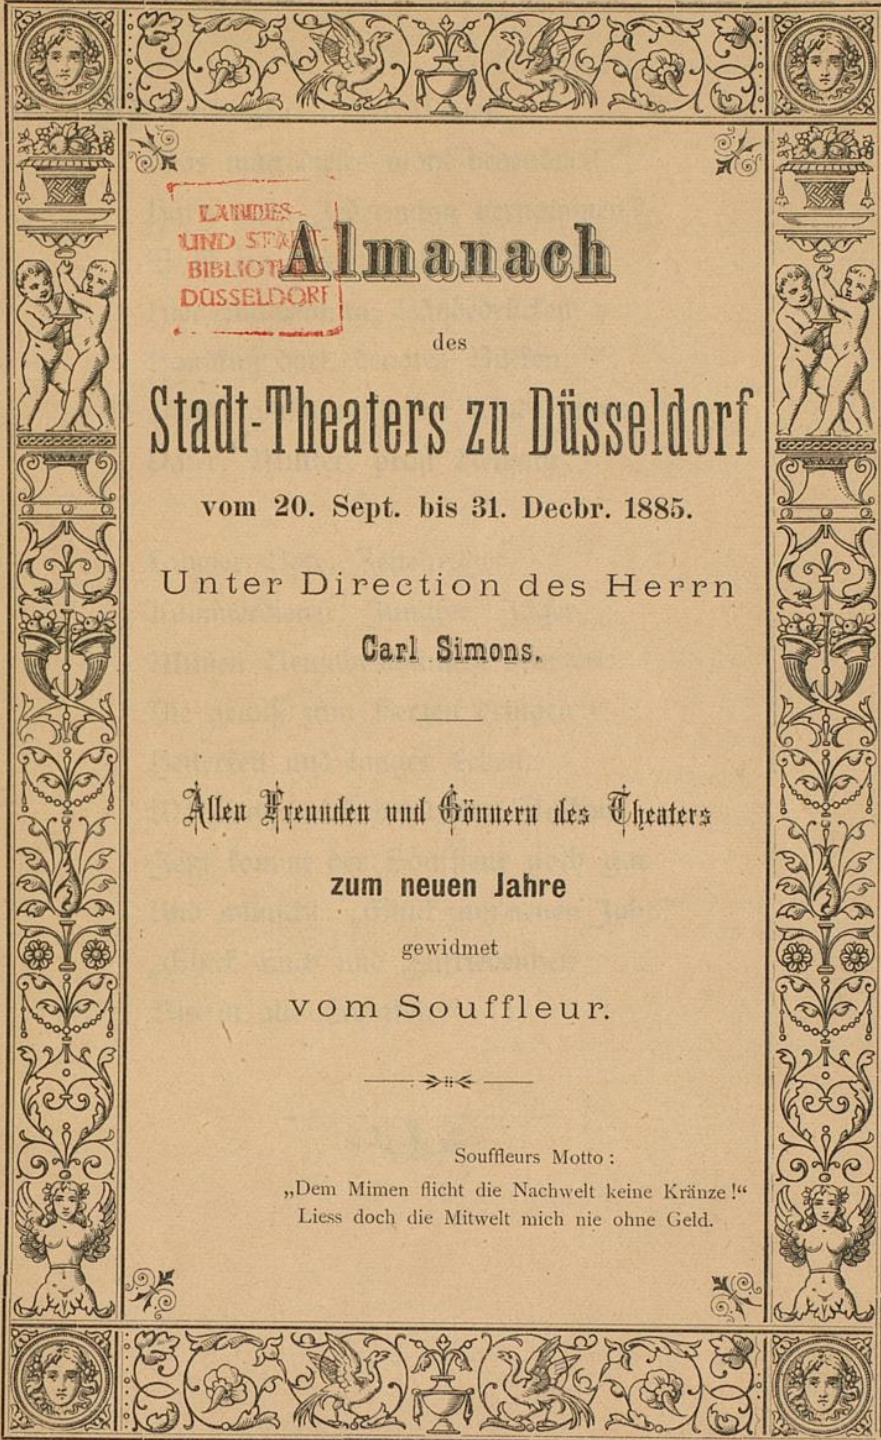 LANDES-
UND STADT-
BIBLIOTHEK
DÜSSELDORF
Almanach
des
Stadt-Theaters zu Düsseldorf
vom 20. Sept. bis 31. Decbr. 1885.
Unter Direction des Herrn
Carl Simons.
Allen Freunden und Gönnern des Theaters
zum neuen Jahre
gewidmet
vom Souffleur.
Souffleurs Motto:
„Dem Mimen flicht die Nachwelt keine Kränze!“
Liess doch die Mitwelt mich nie ohne Geld.